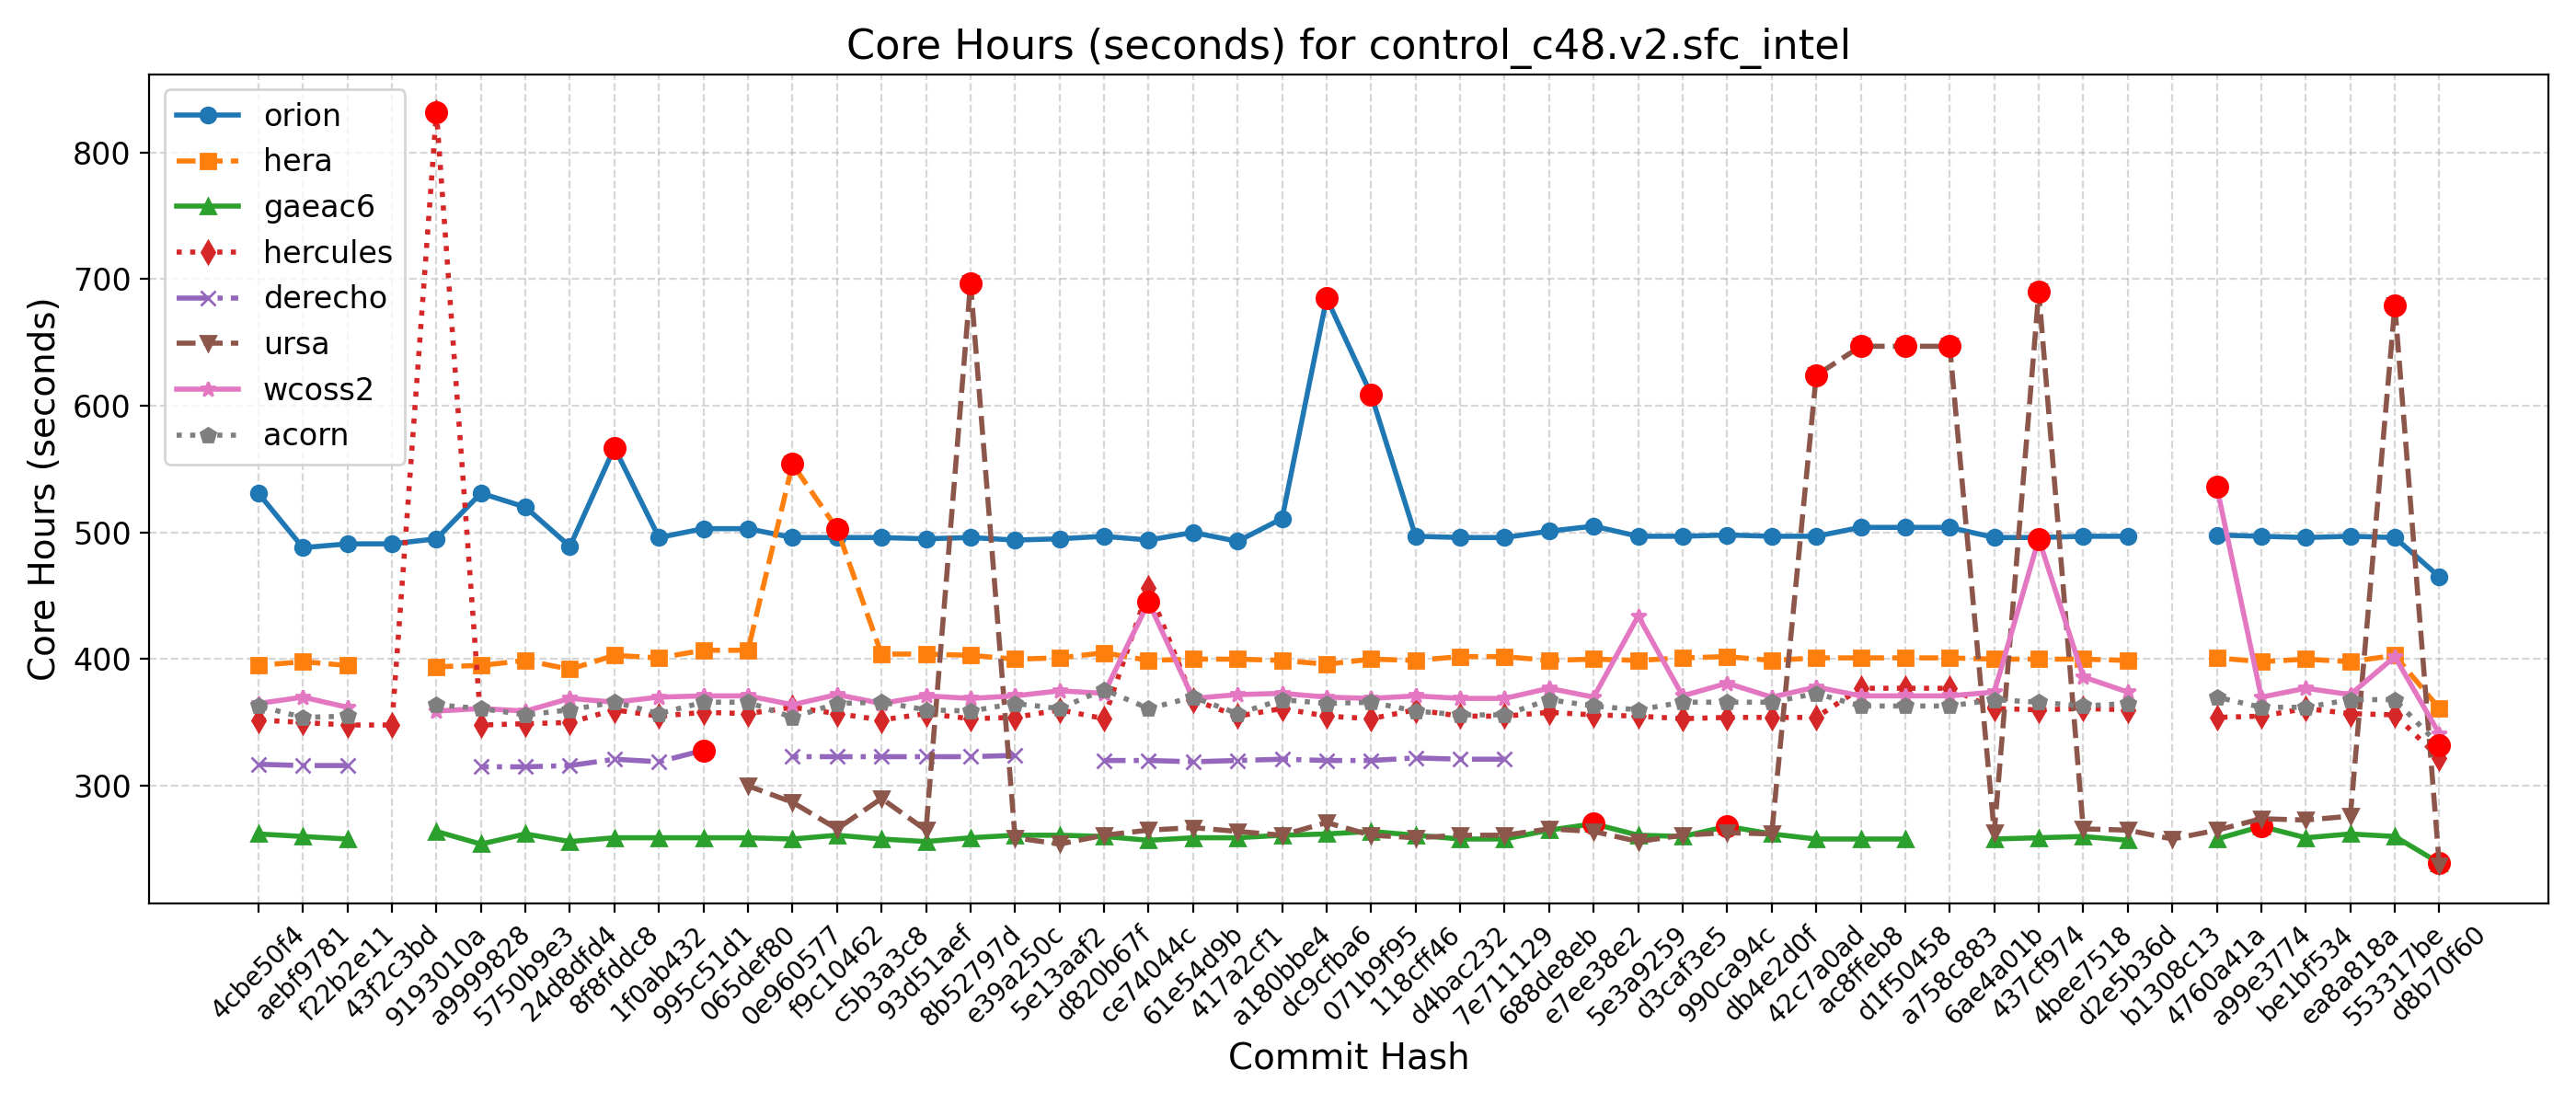 Core Hours (seconds) for control_c48.v2.sfc_intel
orion
hera
gaeac6
hercules
derecho
ursa
wcoss2
acorn
Core Hours (seconds)
800
700
600
500
400
300
4cbe50f4
aebf9781
f22b2e11
43f2c3bd
9193010a
a9999828
5750b9e3
24d8dfd4
8f8fddc8
1f0ab432
995c51d1
065def80
0e960577
f9c10462
c5b3a3c8
93d51aef
8b52797d
e39a250c
5e13aaf2
d820b67f
ce74044c
61e54d9b
417a2cf1
a180bbe4
dc9cfba6
071b9f95
118cff46
d4bac232
7e711129
688de8eb
e7ee38e2
5e3a9259
d3caf3e5
990ca94c
db4e2d0f
42c7a0ad
ac8ffeb8
d1f50458
a758c883
6ae4a01b
437cf974
4bee7518
d2e5b36d
b1308c13
4760a41a
a99e3774
be1bf534
ea8a818a
553317be
d8b70f60
Commit Hash